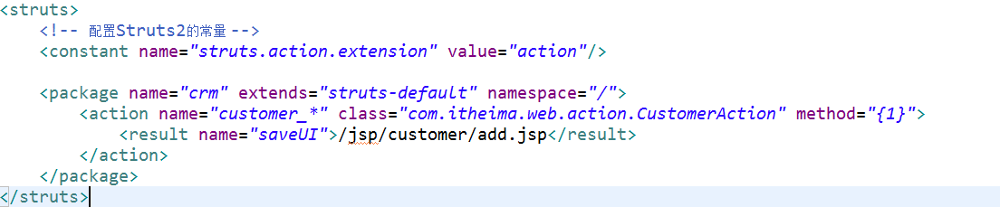 <struts>
<!-- 配置Struts2的常量 -->
<constant name="struts.action.extension" value="action"/>
<package name="crm" extends="struts-default" namespace="/">
<action name="customer_*" class="com.itheima.web.action.CustomerAction" method="{1}">
<result name="saveUI">/jsp/customer/add.jsp</result>
</action>
</package>
</struts>